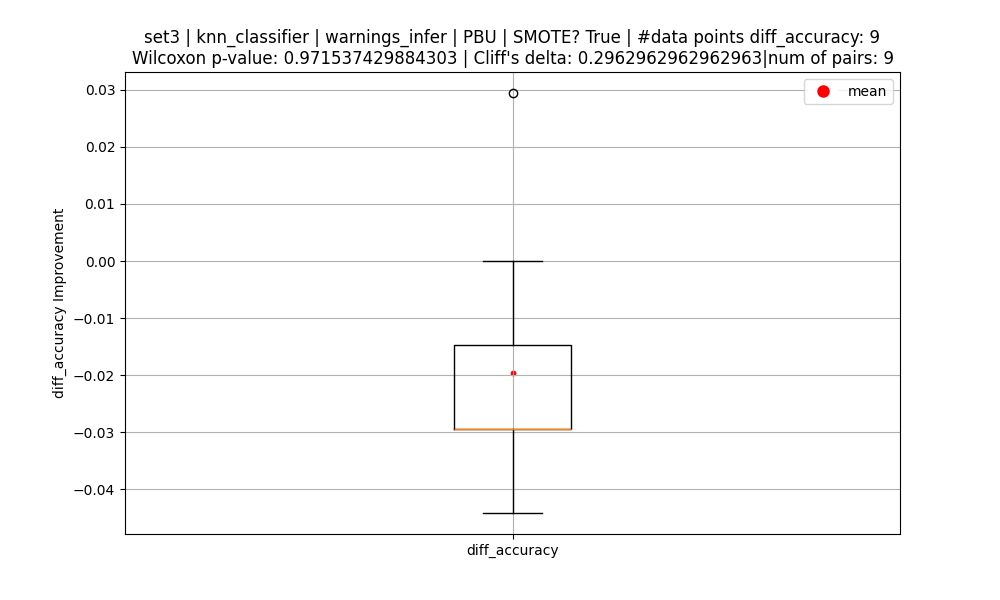 set3 | knn_classifier | warnings_infer | PBU | SMOTE? True | #data points diff_accuracy: 9
Wilcoxon p-value: 0.971537429884303 | Cliff's delta: 0.2962962962962963|num of pairs: 9
mean
0.03
0.02
0.01
0.00
−0.01
−0.02
−0.03
−0.04
diff_accuracy Improvement
diff_accuracy